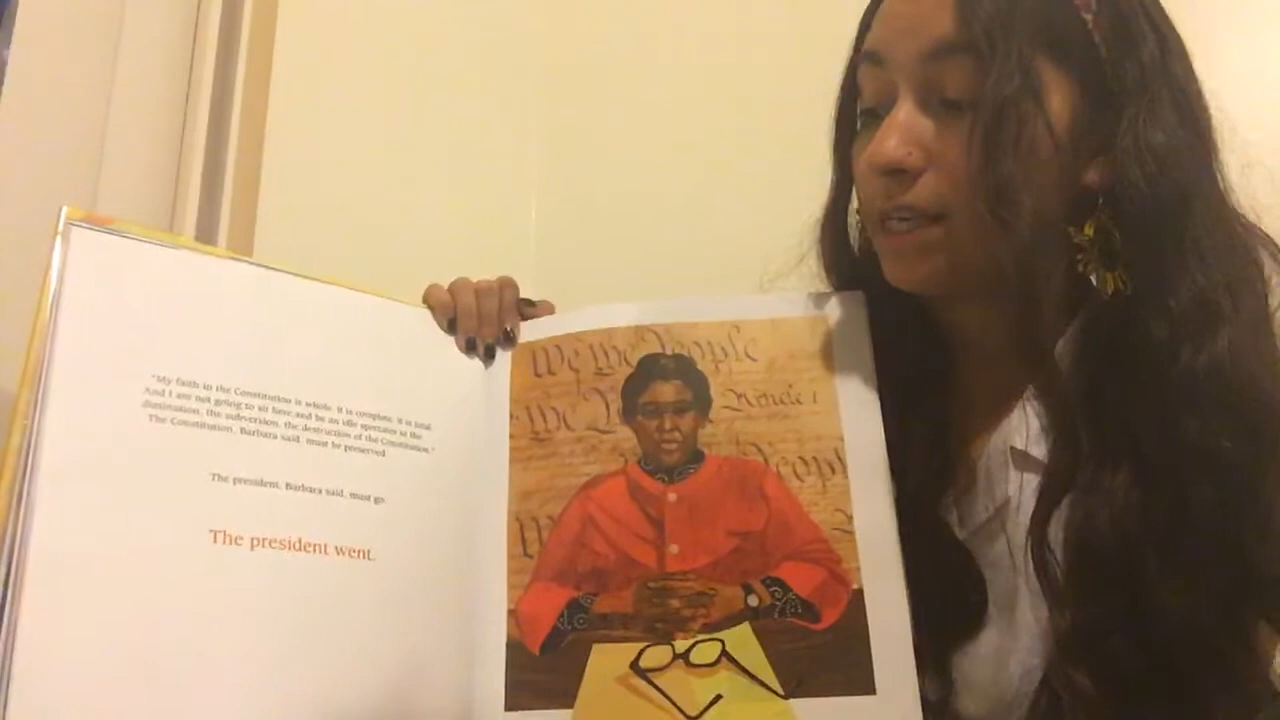 "My faith in the Constitution is whole. It is complete. It is total.
And I am not going to sit here and be an idle spectator to the
diminution, the subversion, the destruction of the Constitution."
The Constitution, Barbara said, must be preserved.
The president, Barbara said, must go.
The president went.
We the People
We the
Article 1
People